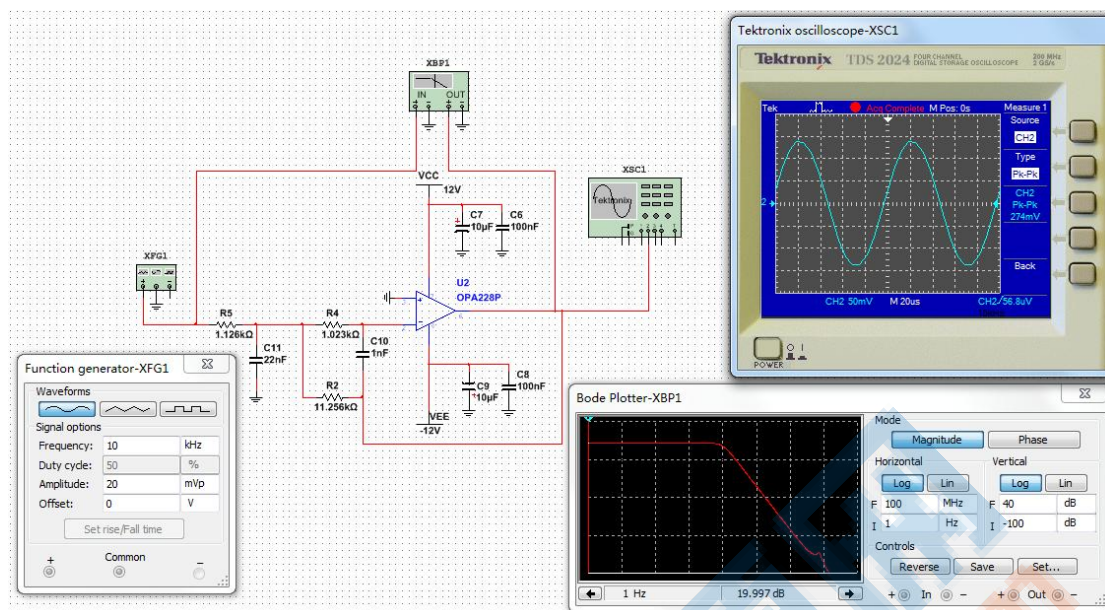 XBP1
IN OUT
VCC
12V
C7
10µF
C6
100nF
XSC1
Tektronix
XFG1
U2
OPA228P
R5
1.126kΩ
R4
1.023kΩ
C11
22nF
C10
1nF
R2
11.256kΩ
C9
10µF
C8
100nF
VEE
-12V
Tektronix oscilloscope-XSC1
Tektronix TDS 2024 FOUR CHANNEL DIGITAL STORAGE OSCILLOSCOPE 200 MHz 2 GS/s
Tek Acq Complete M Pos: 0s Measure 1
Source
CH2
Type
Pk-Pk
CH2
Pk-Pk
274mV
Back
2
CH2 50mV M 20us CH2/56.8uV
POWER
Function generator-XFG1
Waveforms
Signal options
Frequency: 10 kHz
Duty cycle: 50 %
Amplitude: 20 mVp
Offset: 0 V
Set rise/Fall time
+ Common −
Bode Plotter-XBP1
Mode
Magnitude Phase
Horizontal Vertical
Log Lin Log Lin
F 100 MHz F 40 dB
I 1 Hz I -100 dB
Controls
Reverse Save Set...
1 Hz 19.997 dB
+ In − + Out −